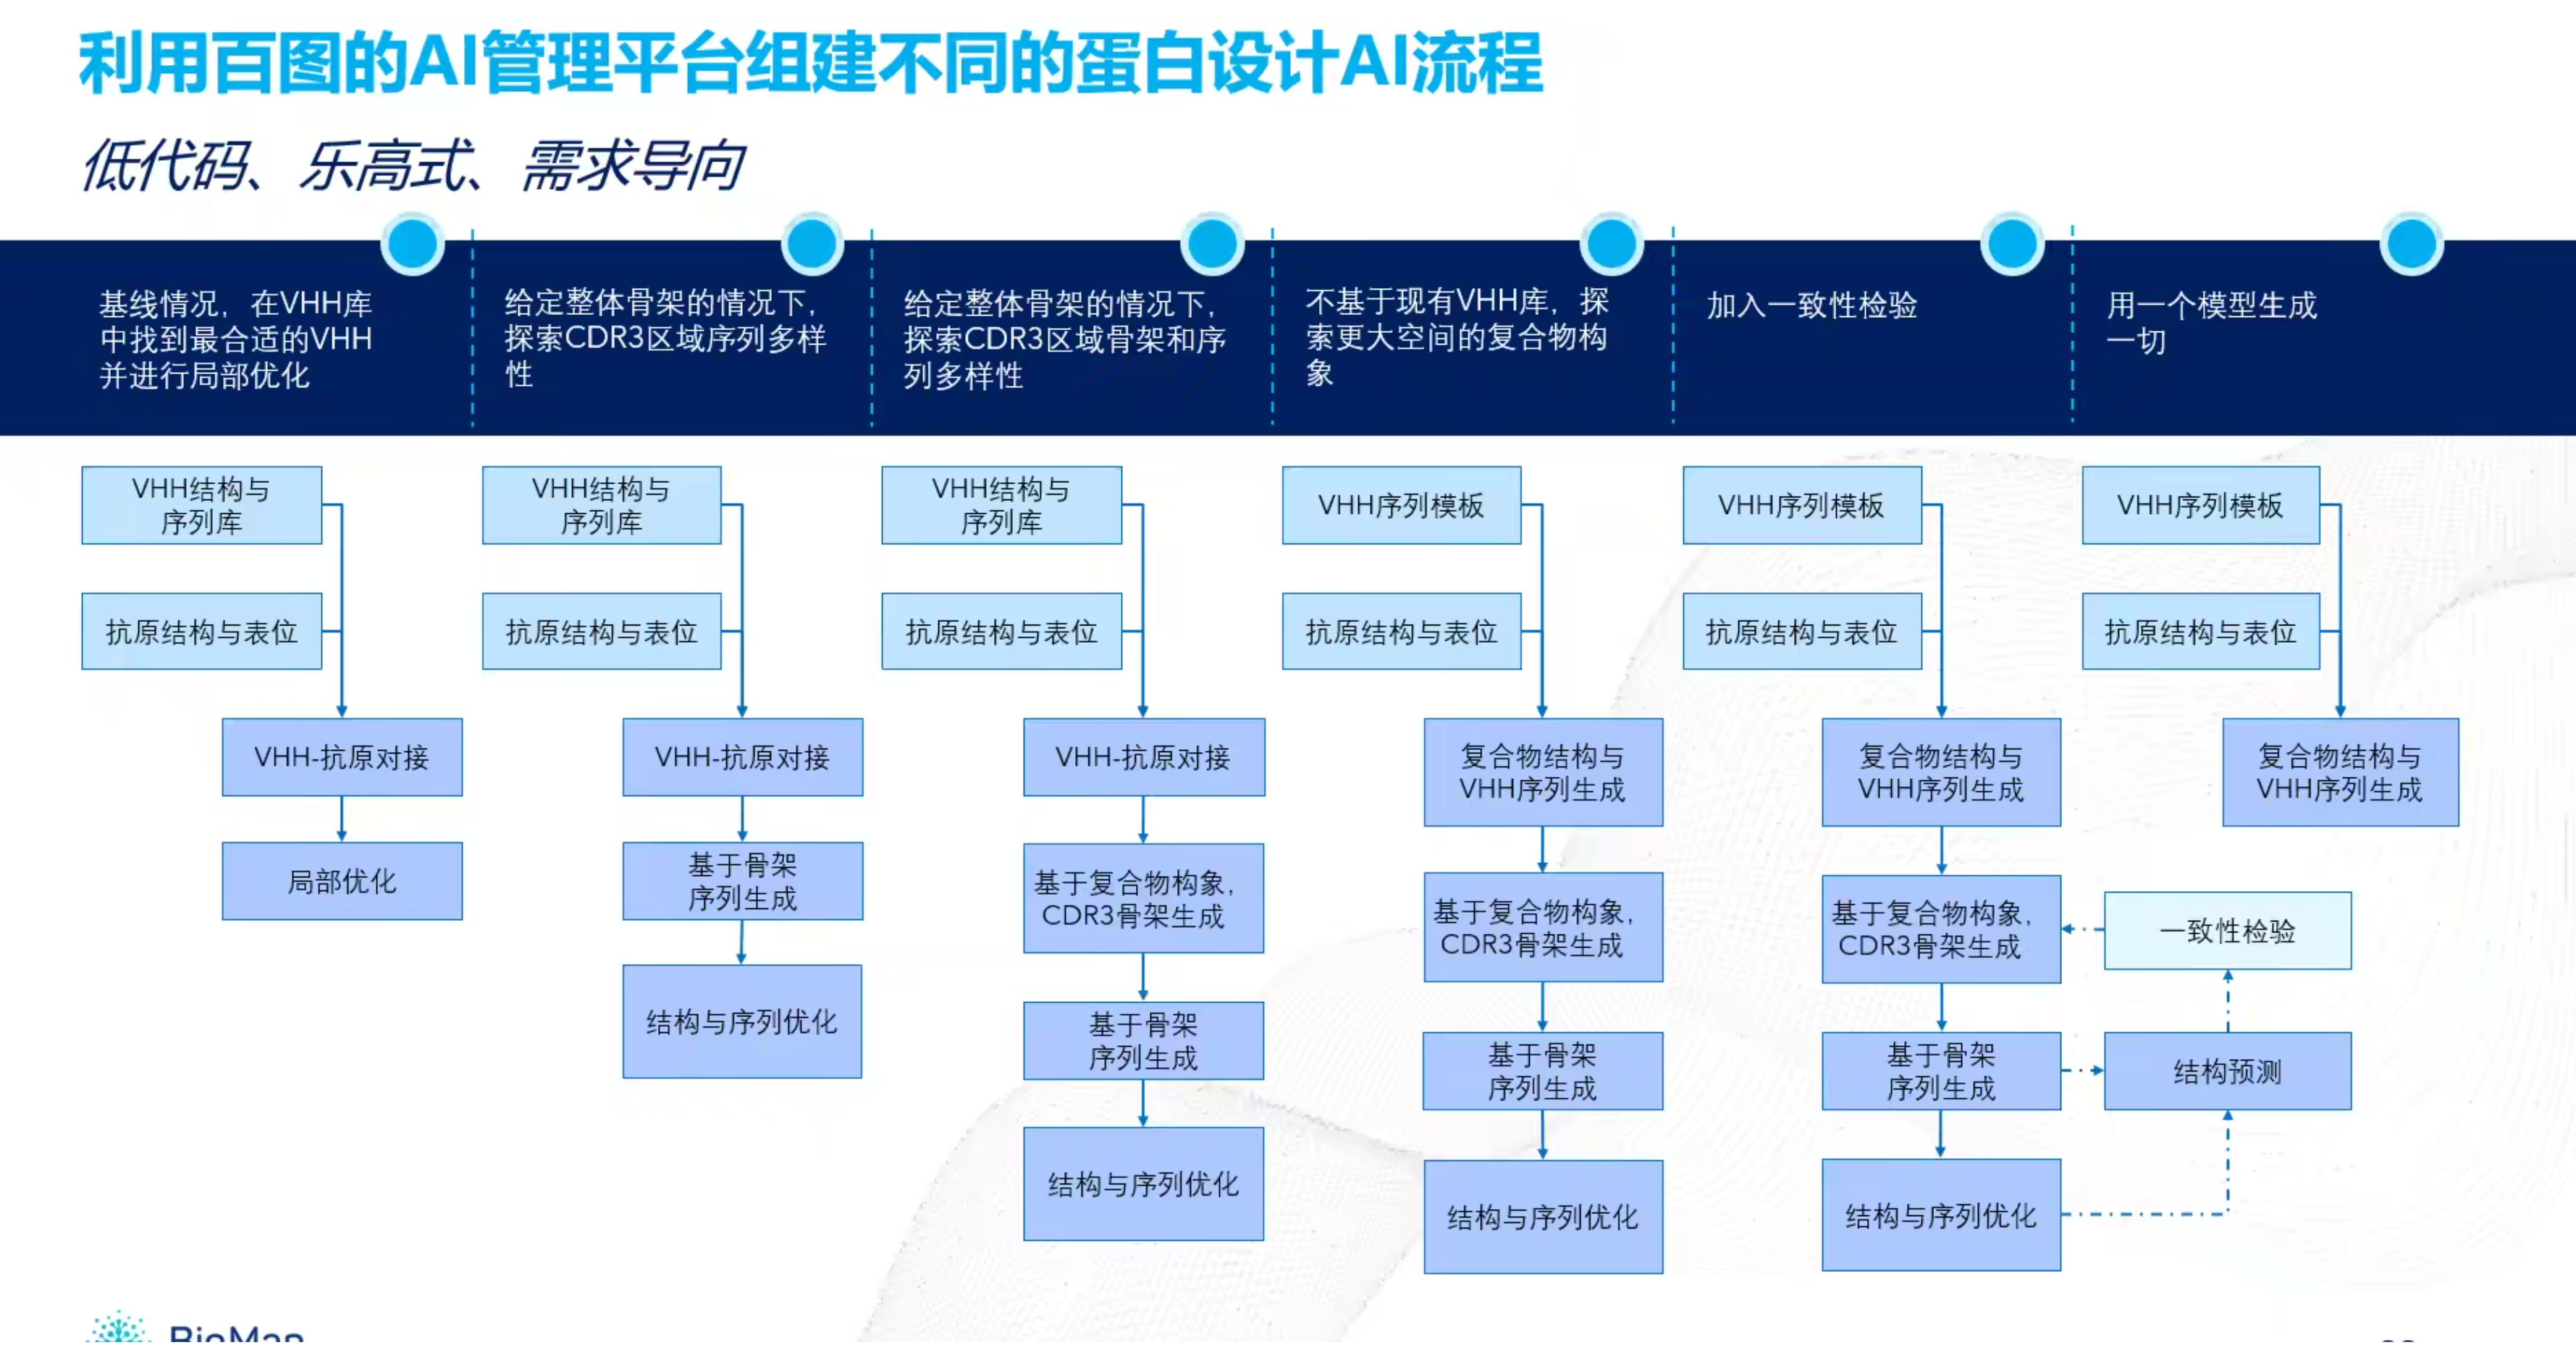 利用百图的AI管理平台组建不同的蛋白设计AI流程
低代码、乐高式、需求导向
基线情况，在VHH库
中找到最合适的VHH
并进行局部优化
给定整体骨架的情况下，
探索CDR3区域序列多样
性
给定整体骨架的情况下，
探索CDR3区域骨架和序
列多样性
不基于现有VHH库，探
索更大空间的复合物构
象
加入一致性检验
用一个模型生成
一切
VHH结构与
序列库
抗原结构与表位
VHH-抗原对接
局部优化
VHH结构与
序列库
抗原结构与表位
VHH-抗原对接
基于骨架
序列生成
结构与序列优化
VHH结构与
序列库
抗原结构与表位
VHH-抗原对接
基于复合物构象，
CDR3骨架生成
基于骨架
序列生成
结构与序列优化
VHH序列模板
抗原结构与表位
复合物结构与
VHH序列生成
基于复合物构象，
CDR3骨架生成
基于骨架
序列生成
结构与序列优化
VHH序列模板
抗原结构与表位
复合物结构与
VHH序列生成
基于复合物构象，
CDR3骨架生成
基于骨架
序列生成
结构与序列优化
一致性检验
结构预测
VHH序列模板
抗原结构与表位
复合物结构与
VHH序列生成
BioMap